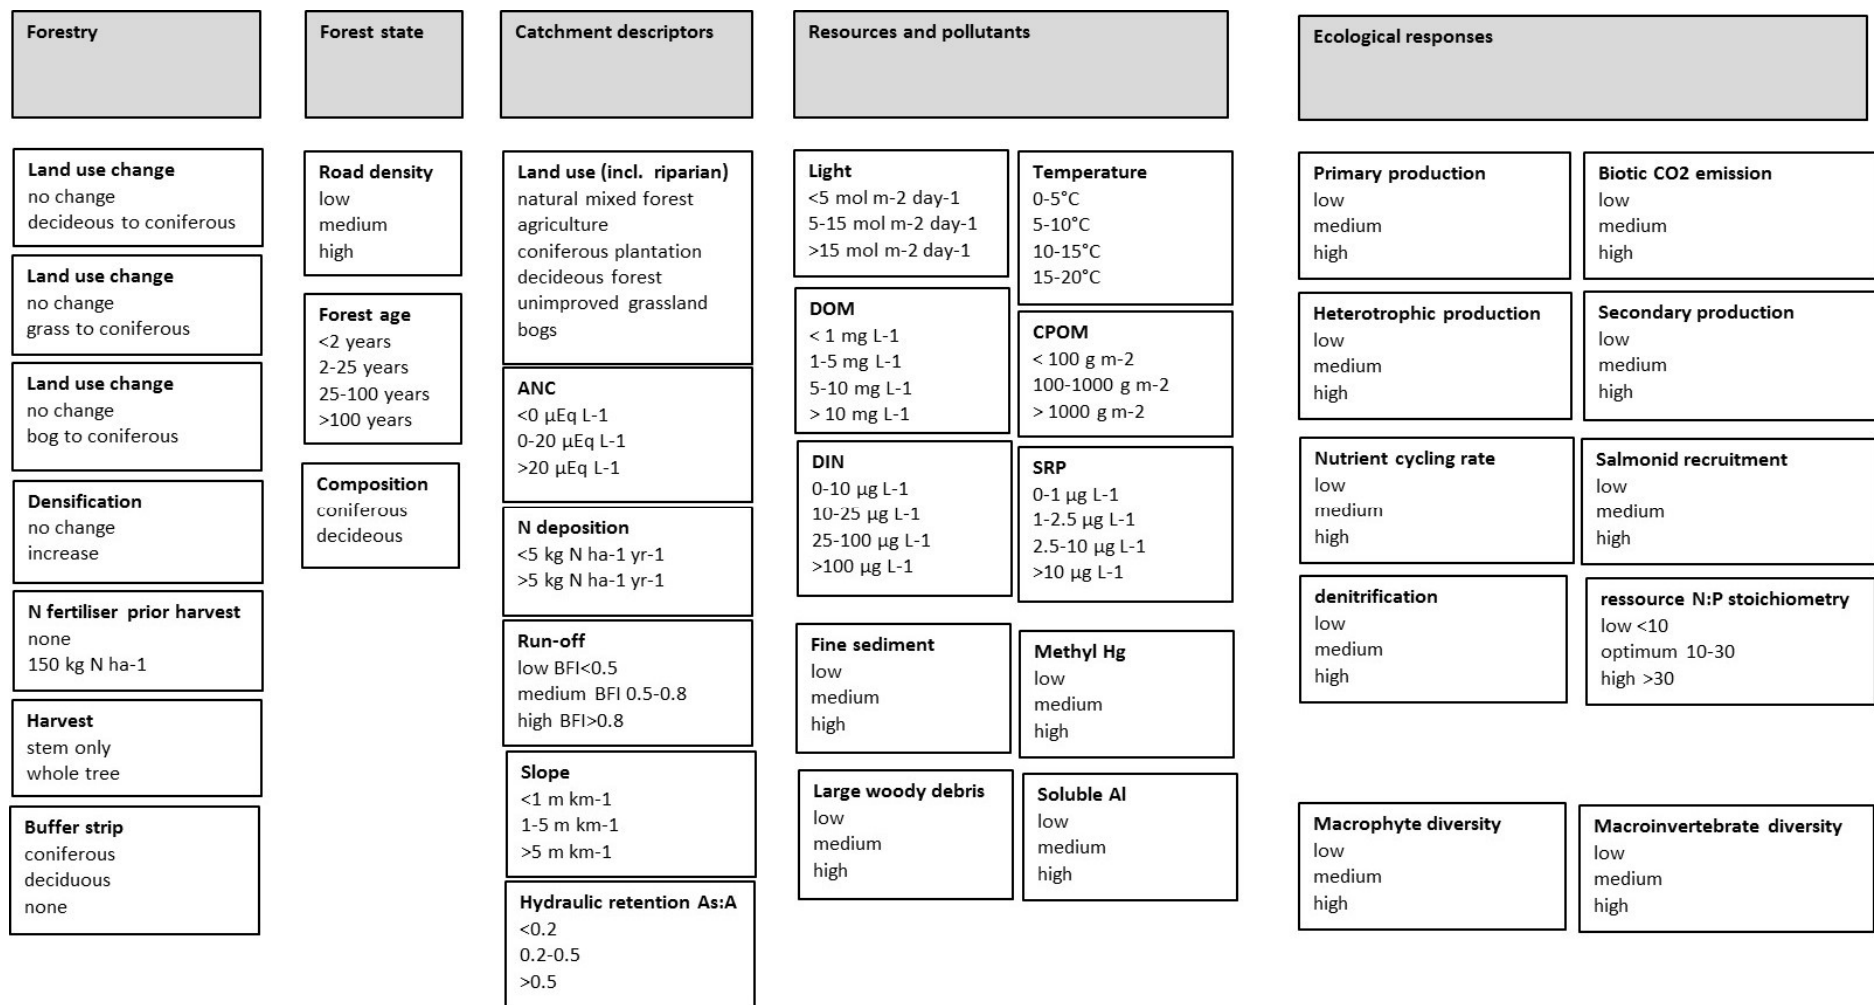 Forestry
Forest state
Catchment descriptors
Resources and pollutants
Ecological responses
Land use change
no change
decideous to coniferous
Land use change
no change
grass to coniferous
Land use change
no change
bog to coniferous
Densification
no change
increase
N fertiliser prior harvest
none
150 kg N ha-1
Harvest
stem only
whole tree
Buffer strip
coniferous
deciduous
none
Road density
low
medium
high
Forest age
<2 years
2-25 years
25-100 years
>100 years
Composition
coniferous
decideous
Land use (incl. riparian)
natural mixed forest
agriculture
coniferous plantation
decideous forest
unimproved grassland
bogs
ANC
<0 µEq L-1
0-20 µEq L-1
>20 µEq L-1
N deposition
<5 kg N ha-1 yr-1
>5 kg N ha-1 yr-1
Run-off
low BFI<0.5
medium BFI 0.5-0.8
high BFI>0.8
Slope
<1 m km-1
1-5 m km-1
>5 m km-1
Hydraulic retention As:A
<0.2
0.2-0.5
>0.5
Light
<5 mol m-2 day-1
5-15 mol m-2 day-1
>15 mol m-2 day-1
DOM
< 1 mg L-1
1-5 mg L-1
5-10 mg L-1
> 10 mg L-1
DIN
0-10 µg L-1
10-25 µg L-1
25-100 µg L-1
>100 µg L-1
Fine sediment
low
medium
high
Large woody debris
low
medium
high
Temperature
0-5°C
5-10°C
10-15°C
15-20°C
CPOM
< 100 g m-2
100-1000 g m-2
> 1000 g m-2
SRP
0-1 µg L-1
1-2.5 µg L-1
2.5-10 µg L-1
>10 µg L-1
Methyl Hg
low
medium
high
Soluble Al
low
medium
high
Primary production
low
medium
high
Heterotrophic production
low
medium
high
Nutrient cycling rate
low
medium
high
denitrification
low
medium
high
Macrophyte diversity
low
medium
high
Biotic CO2 emission
low
medium
high
Secondary production
low
medium
high
Salmonid recruitment
low
medium
high
ressource N:P stoichiometry
low <10
optimum 10-30
high >30
Macroinvertebrate diversity
low
medium
high